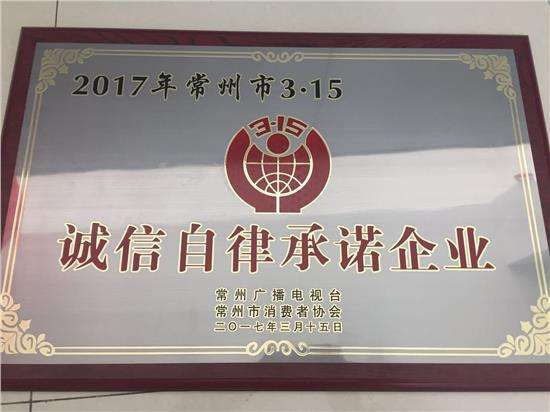 2017年常州市3·15
3·15
诚信自律承诺企业
常州广播电视台
常州市消费者协会
二〇一七年三月十五日